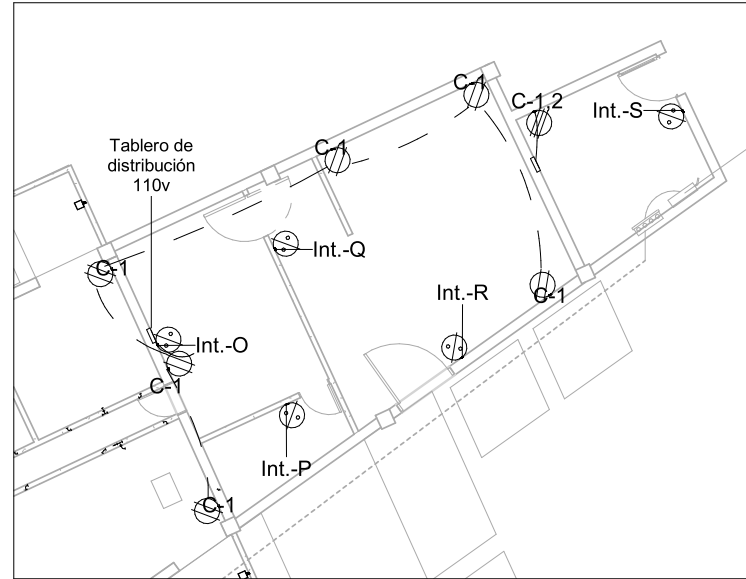 C-1
C-1,2
Int.-S
C-1
Tablero de
distribución
110v
Int.-Q
C-1
C-1
Int.-R
Int.-O
C-1
Int.-P
C-1